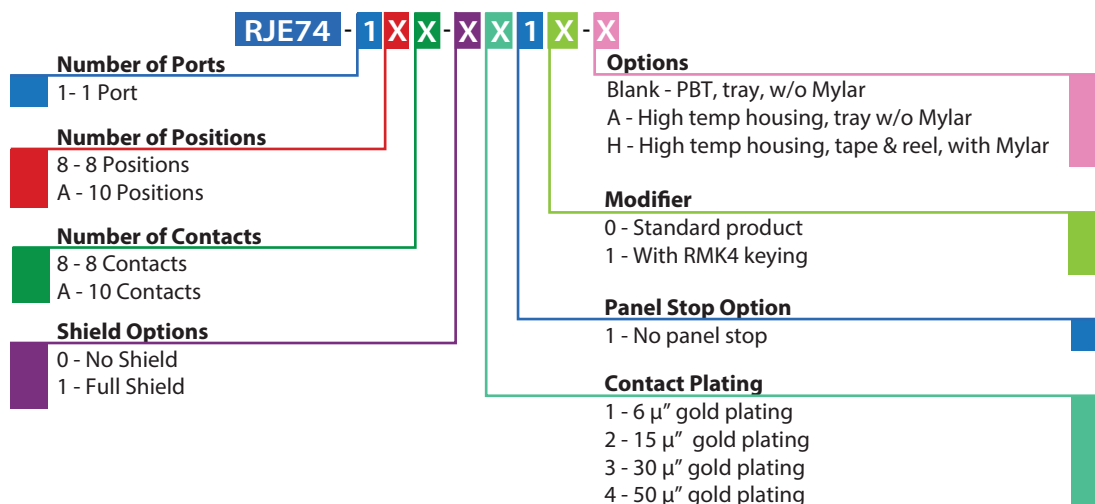 RJE74 - 1 X X - X X 1 X - X
Number of Ports
1- 1 Port
Number of Positions
8 - 8 Positions
A - 10 Positions
Number of Contacts
8 - 8 Contacts
A - 10 Contacts
Shield Options
0 - No Shield
1 - Full Shield
Options
Blank - PBT, tray, w/o Mylar
A - High temp housing, tray w/o Mylar
H - High temp housing, tape & reel, with Mylar
Modifier
0 - Standard product
1 - With RMK4 keying
Panel Stop Option
1 - No panel stop
Contact Plating
1 - 6 µ” gold plating
2 - 15 µ” gold plating
3 - 30 µ” gold plating
4 - 50 µ” gold plating